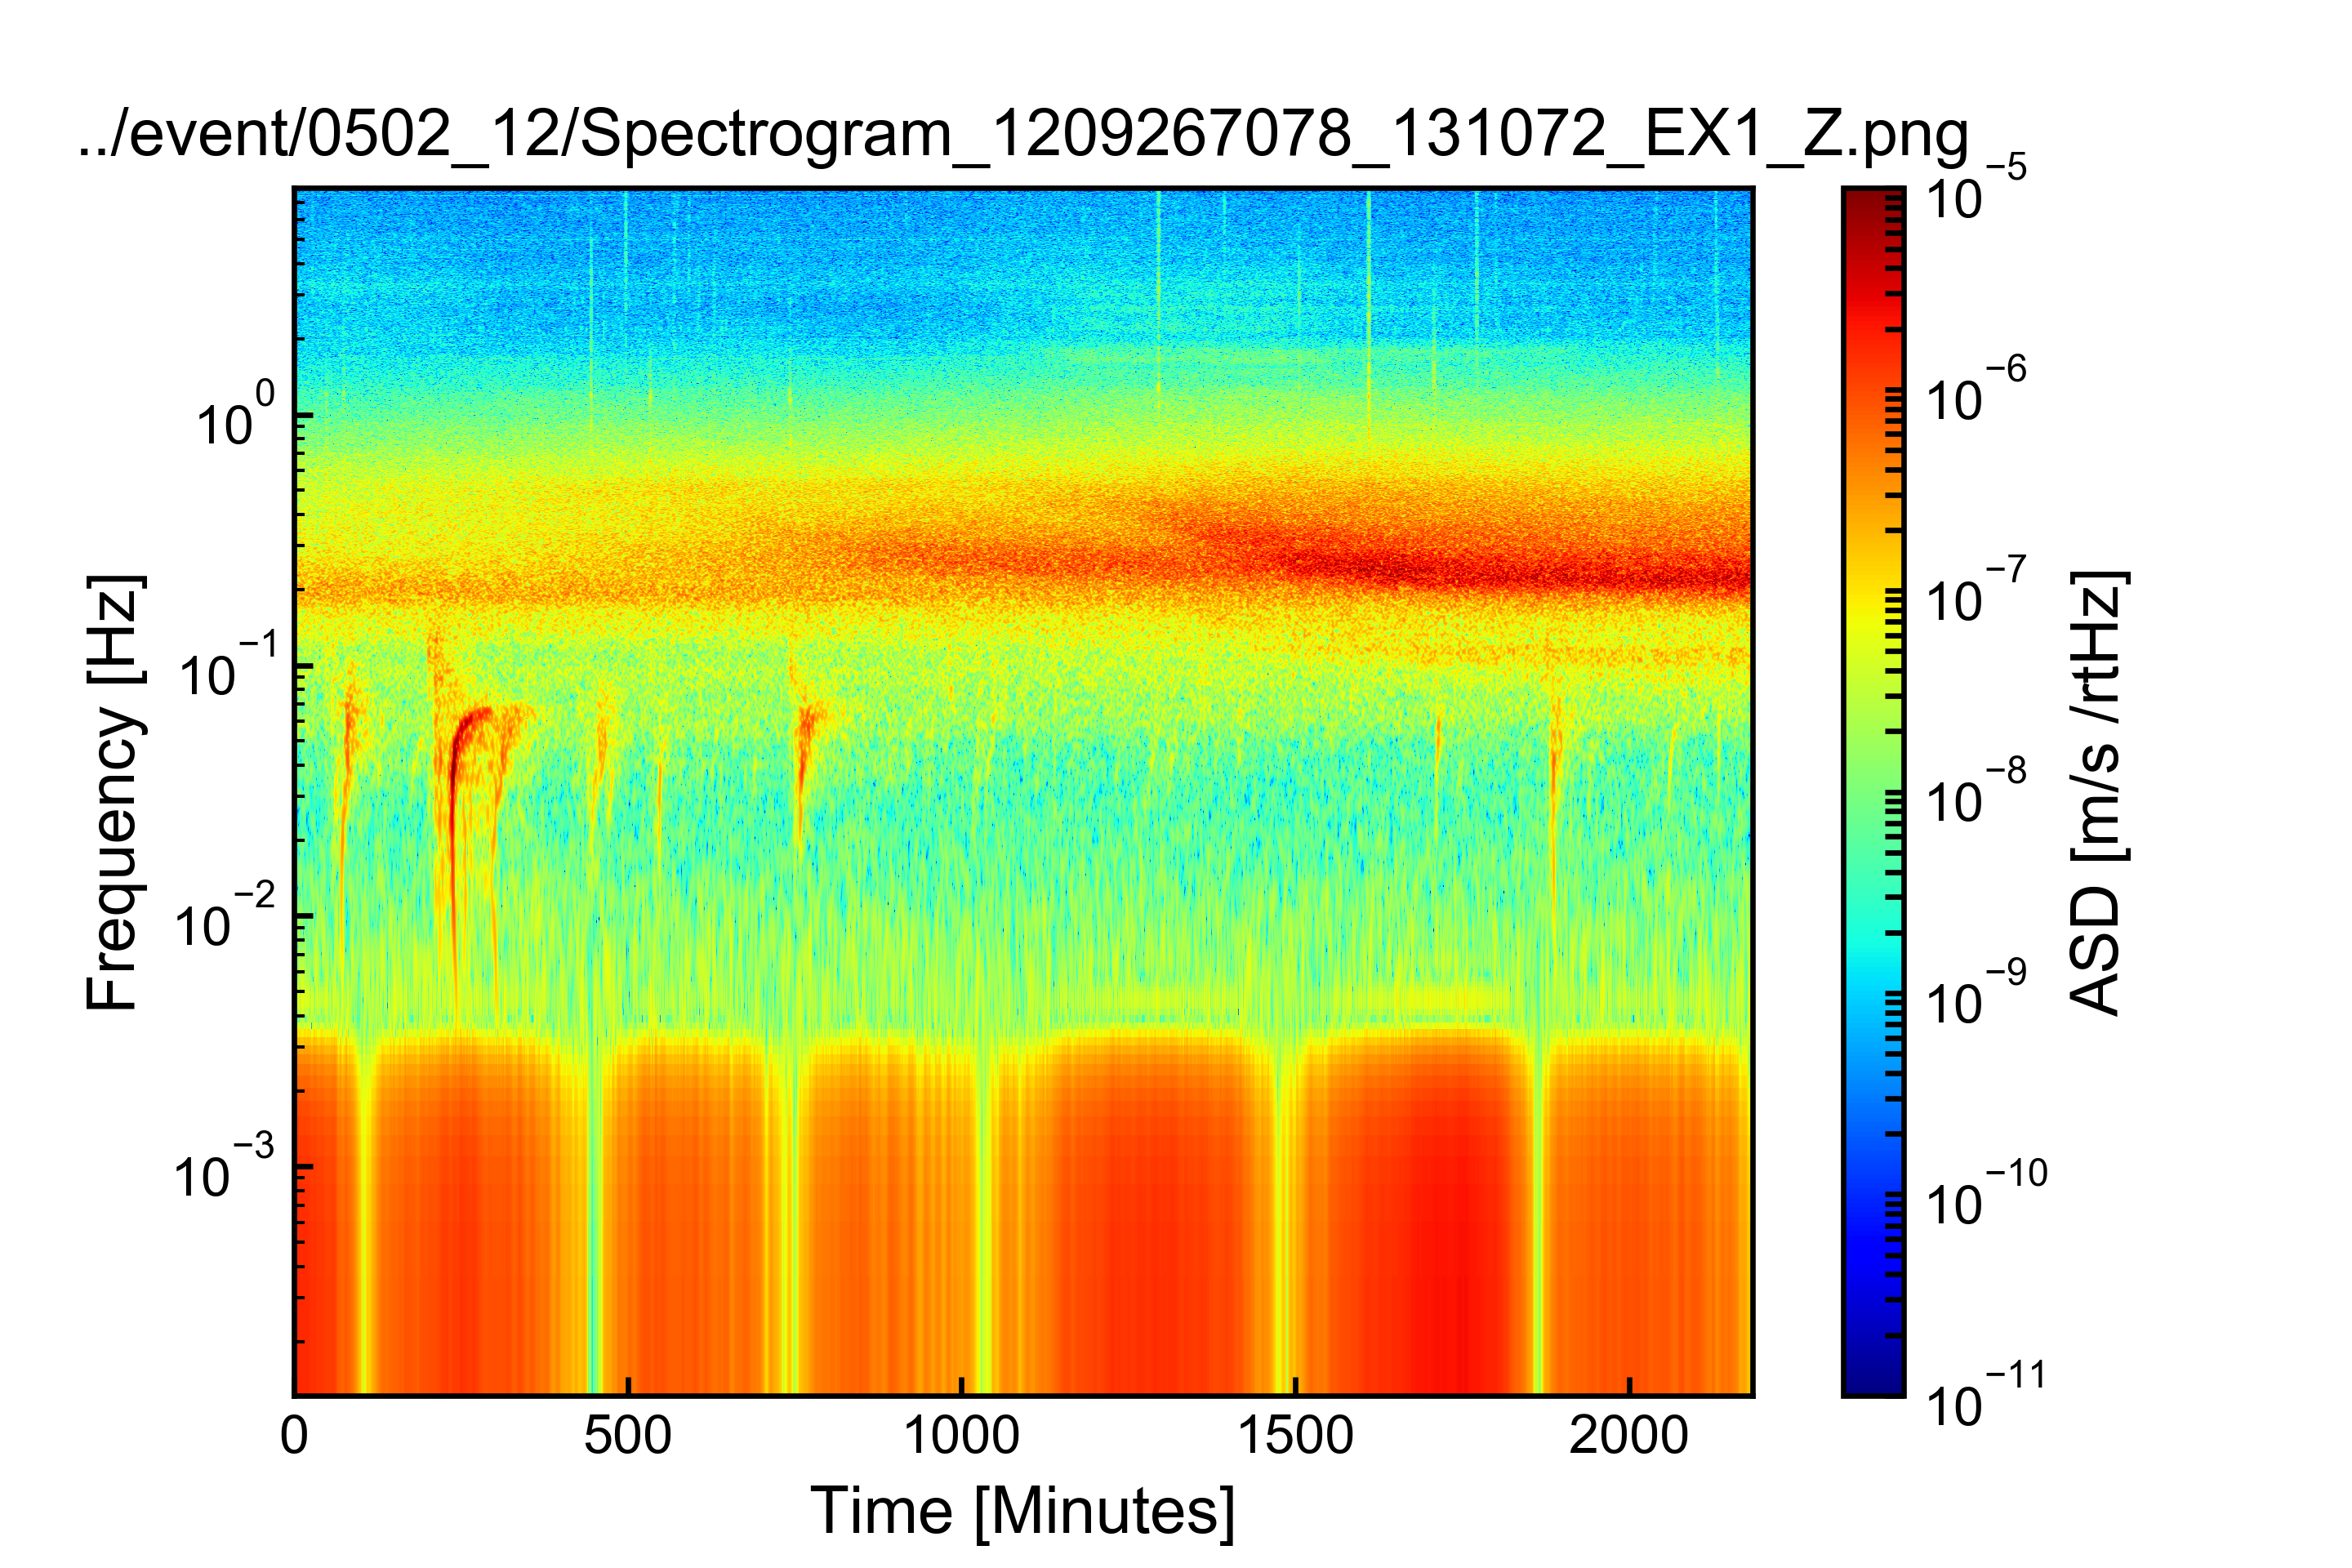 ../event/0502_12/Spectrogram_1209267078_131072_EX1_Z.png
Frequency [Hz]
10^0
10^−1
10^−2
10^−3
0 500 1000 1500 2000
Time [Minutes]
10^−5
10^−6
10^−7
10^−8
10^−9
10^−10
10^−11
ASD [m/s /rtHz]